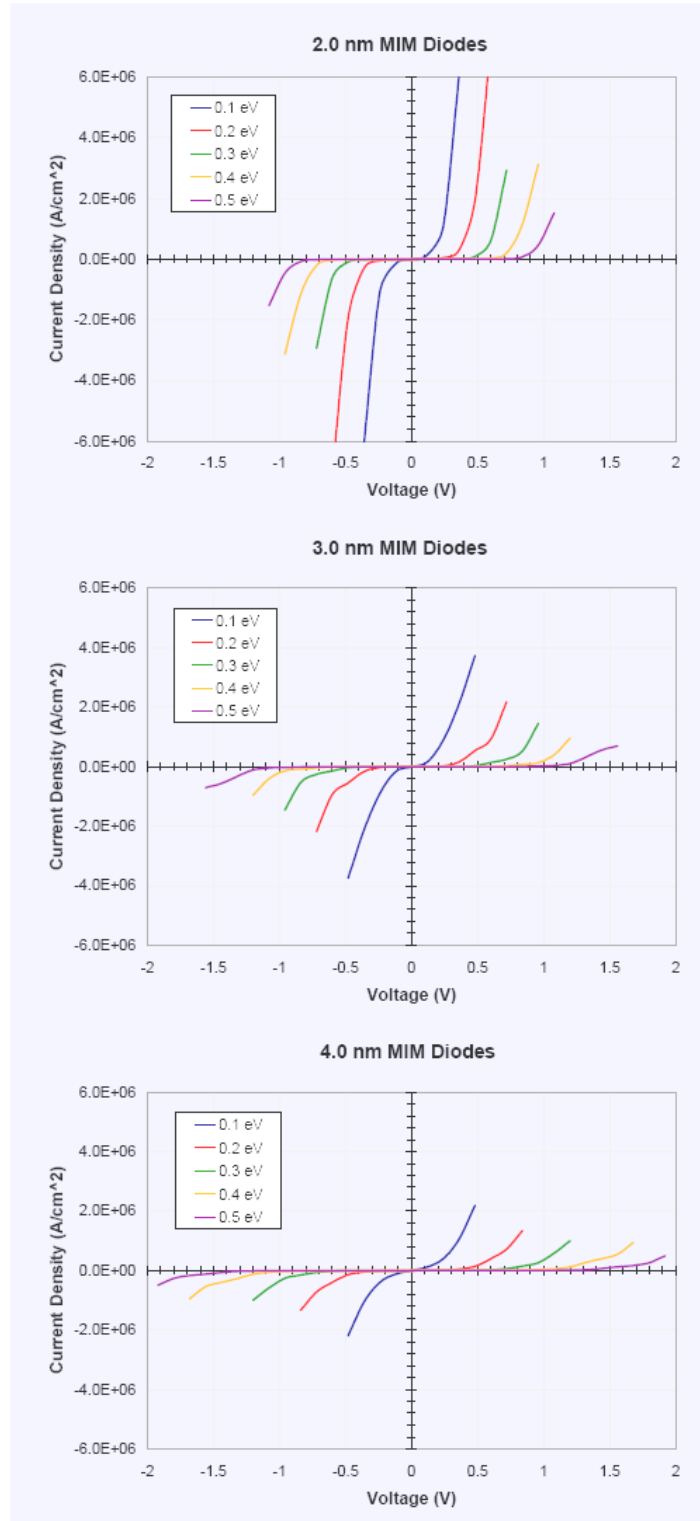 2.0 nm MIM Diodes
6.0E+06
4.0E+06
2.0E+06
0.0E+00
-2.0E+06
-4.0E+06
-6.0E+06
Current Density (A/cm^2)
0.1 eV
0.2 eV
0.3 eV
0.4 eV
0.5 eV
-2 -1.5 -1 -0.5 0 0.5 1 1.5 2
Voltage (V)
3.0 nm MIM Diodes
6.0E+06
4.0E+06
2.0E+06
0.0E+00
-2.0E+06
-4.0E+06
-6.0E+06
Current Density (A/cm^2)
0.1 eV
0.2 eV
0.3 eV
0.4 eV
0.5 eV
-2 -1.5 -1 -0.5 0 0.5 1 1.5 2
Voltage (V)
4.0 nm MIM Diodes
6.0E+06
4.0E+06
2.0E+06
0.0E+00
-2.0E+06
-4.0E+06
-6.0E+06
Current Density (A/cm^2)
0.1 eV
0.2 eV
0.3 eV
0.4 eV
0.5 eV
-2 -1.5 -1 -0.5 0 0.5 1 1.5 2
Voltage (V)